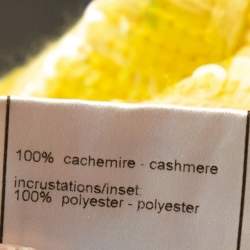 100% cachemire - cashmere
incrustations/inset:
100% polyester - polyester